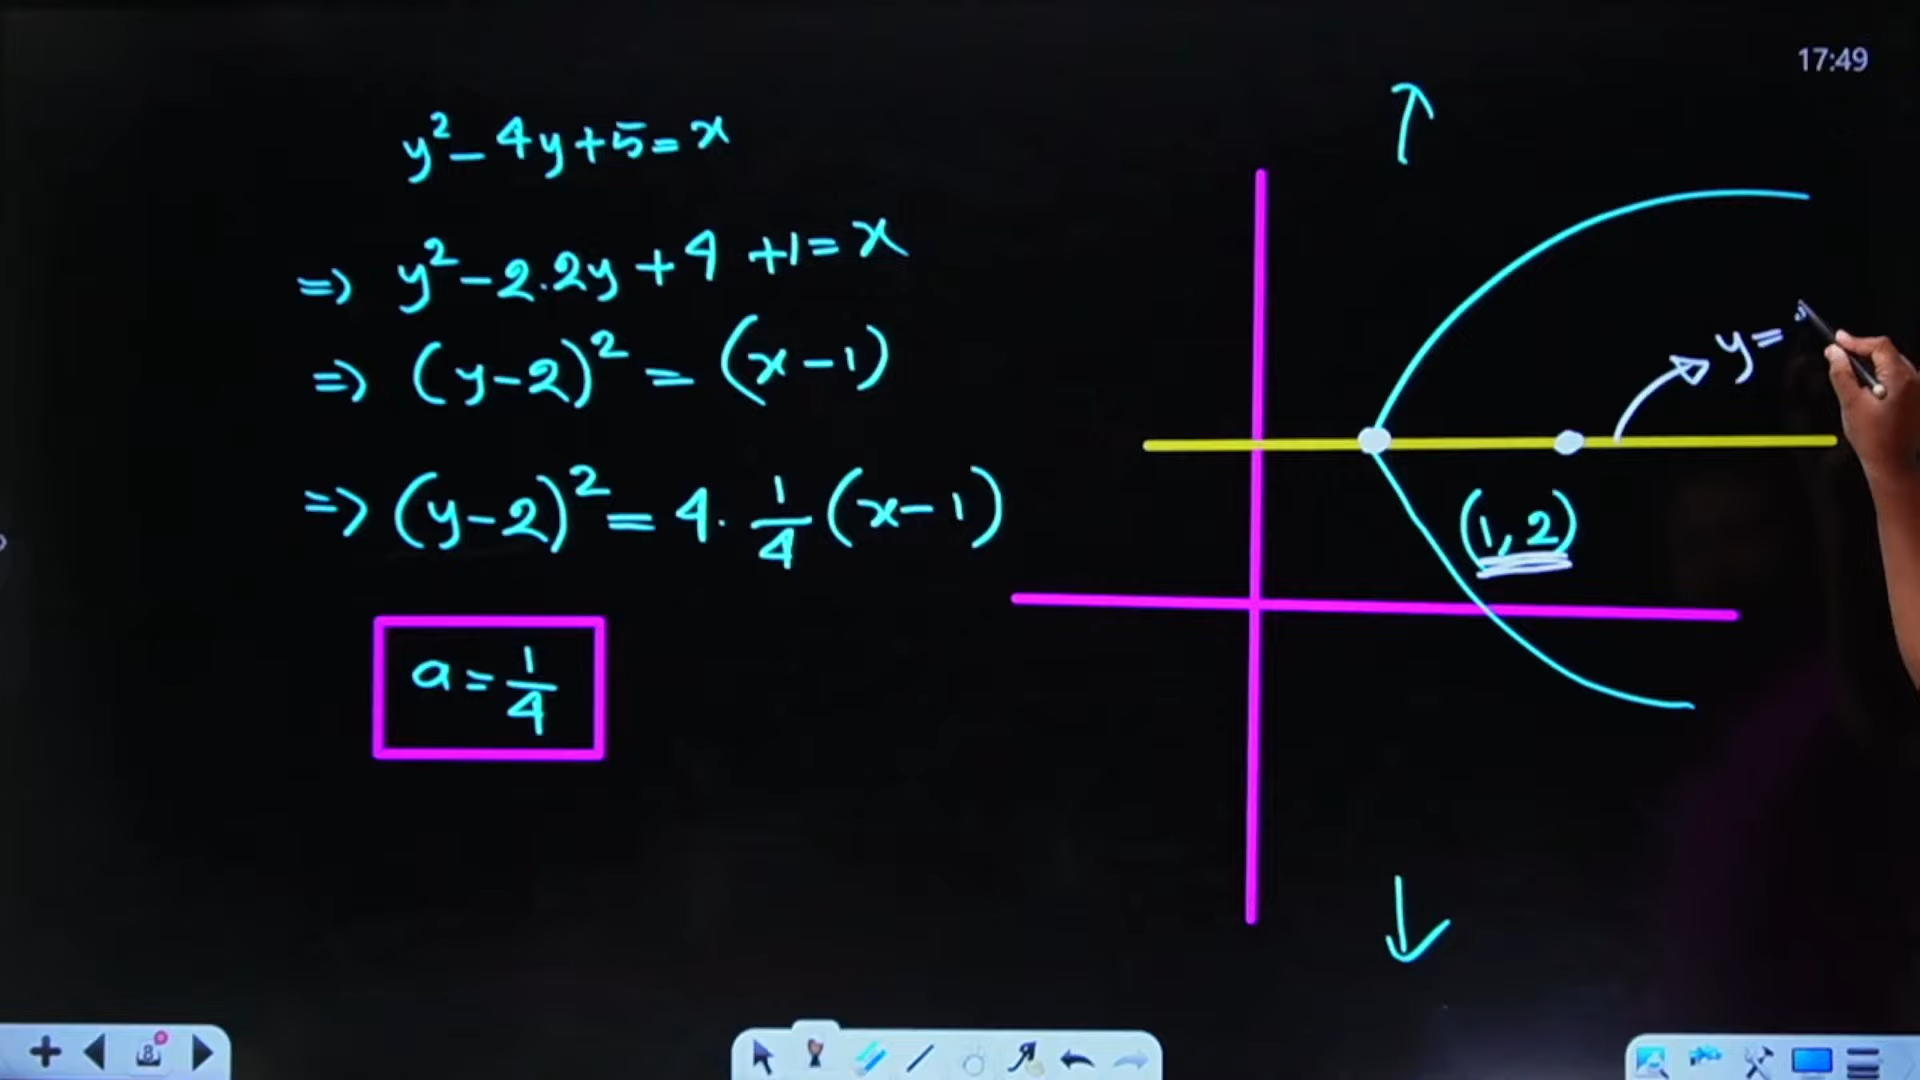 17:49
y² - 4y + 5 = x
⇒ y² - 2.2y + 4 + 1 = x
⇒ (y-2)² = (x-1)
⇒ (y-2)² = 4 · 1/4 (x-1)
a = 1/4
y =
(1, 2)
8